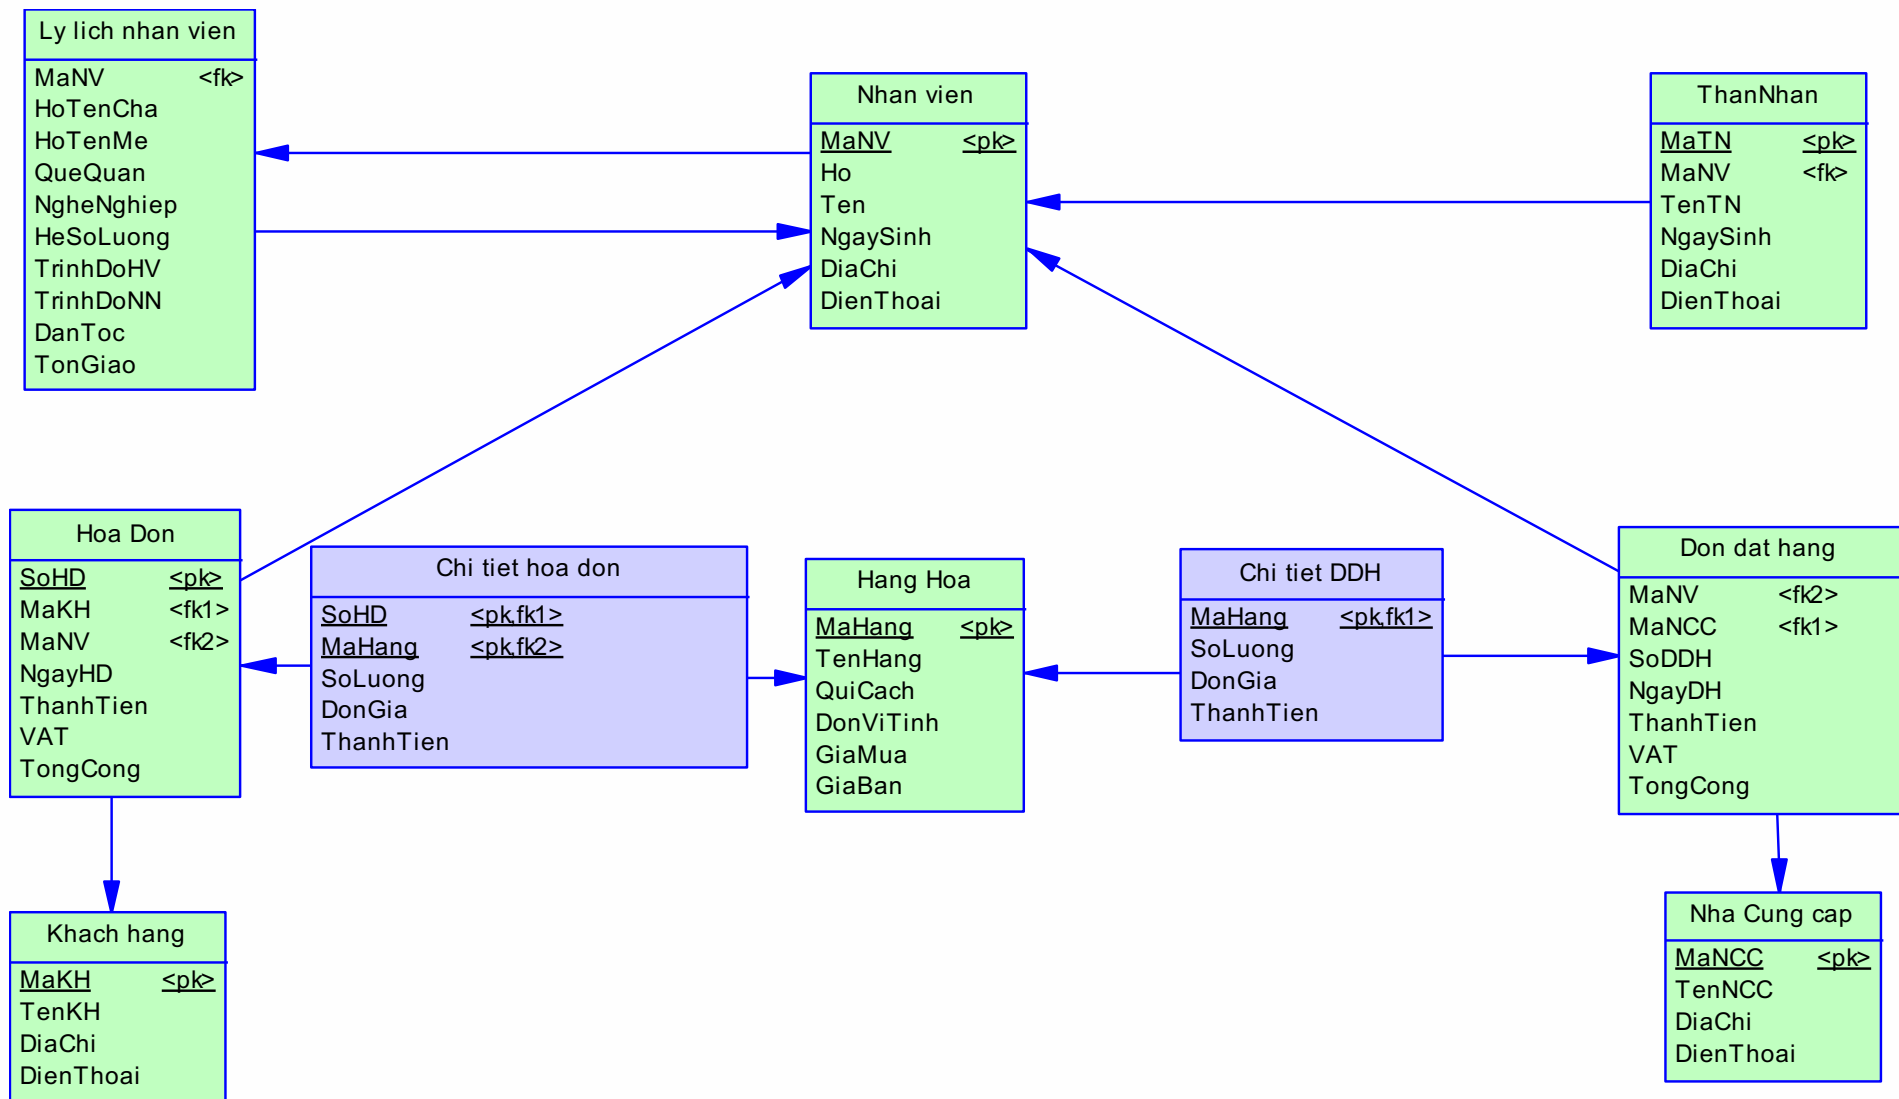 Ly lich nhan vien
MaNV <fk>
HoTenCha
HoTenMe
QueQuan
NgheNghiep
HeSoLuong
TrinhDoHV
TrinhDoNN
DanToc
TonGiao
Nhan vien
MaNV <pk>
Ho
Ten
NgaySinh
DiaChi
DienThoai
ThanNhan
MaTN <pk>
MaNV <fk>
TenTN
NgaySinh
DiaChi
DienThoai
Hoa Don
SoHD <pk>
MaKH <fk1>
MaNV <fk2>
NgayHD
ThanhTien
VAT
TongCong
Chi tiet hoa don
SoHD <pk,fk1>
MaHang <pk,fk2>
SoLuong
DonGia
ThanhTien
Hang Hoa
MaHang <pk>
TenHang
QuiCach
DonViTinh
GiaMua
GiaBan
Chi tiet DDH
MaHang <pk,fk1>
SoLuong
DonGia
ThanhTien
Don dat hang
MaNV <fk2>
MaNCC <fk1>
SoDDH
NgayDH
ThanhTien
VAT
TongCong
Khach hang
MaKH <pk>
TenKH
DiaChi
DienThoai
Nha Cung cap
MaNCC <pk>
TenNCC
DiaChi
DienThoai